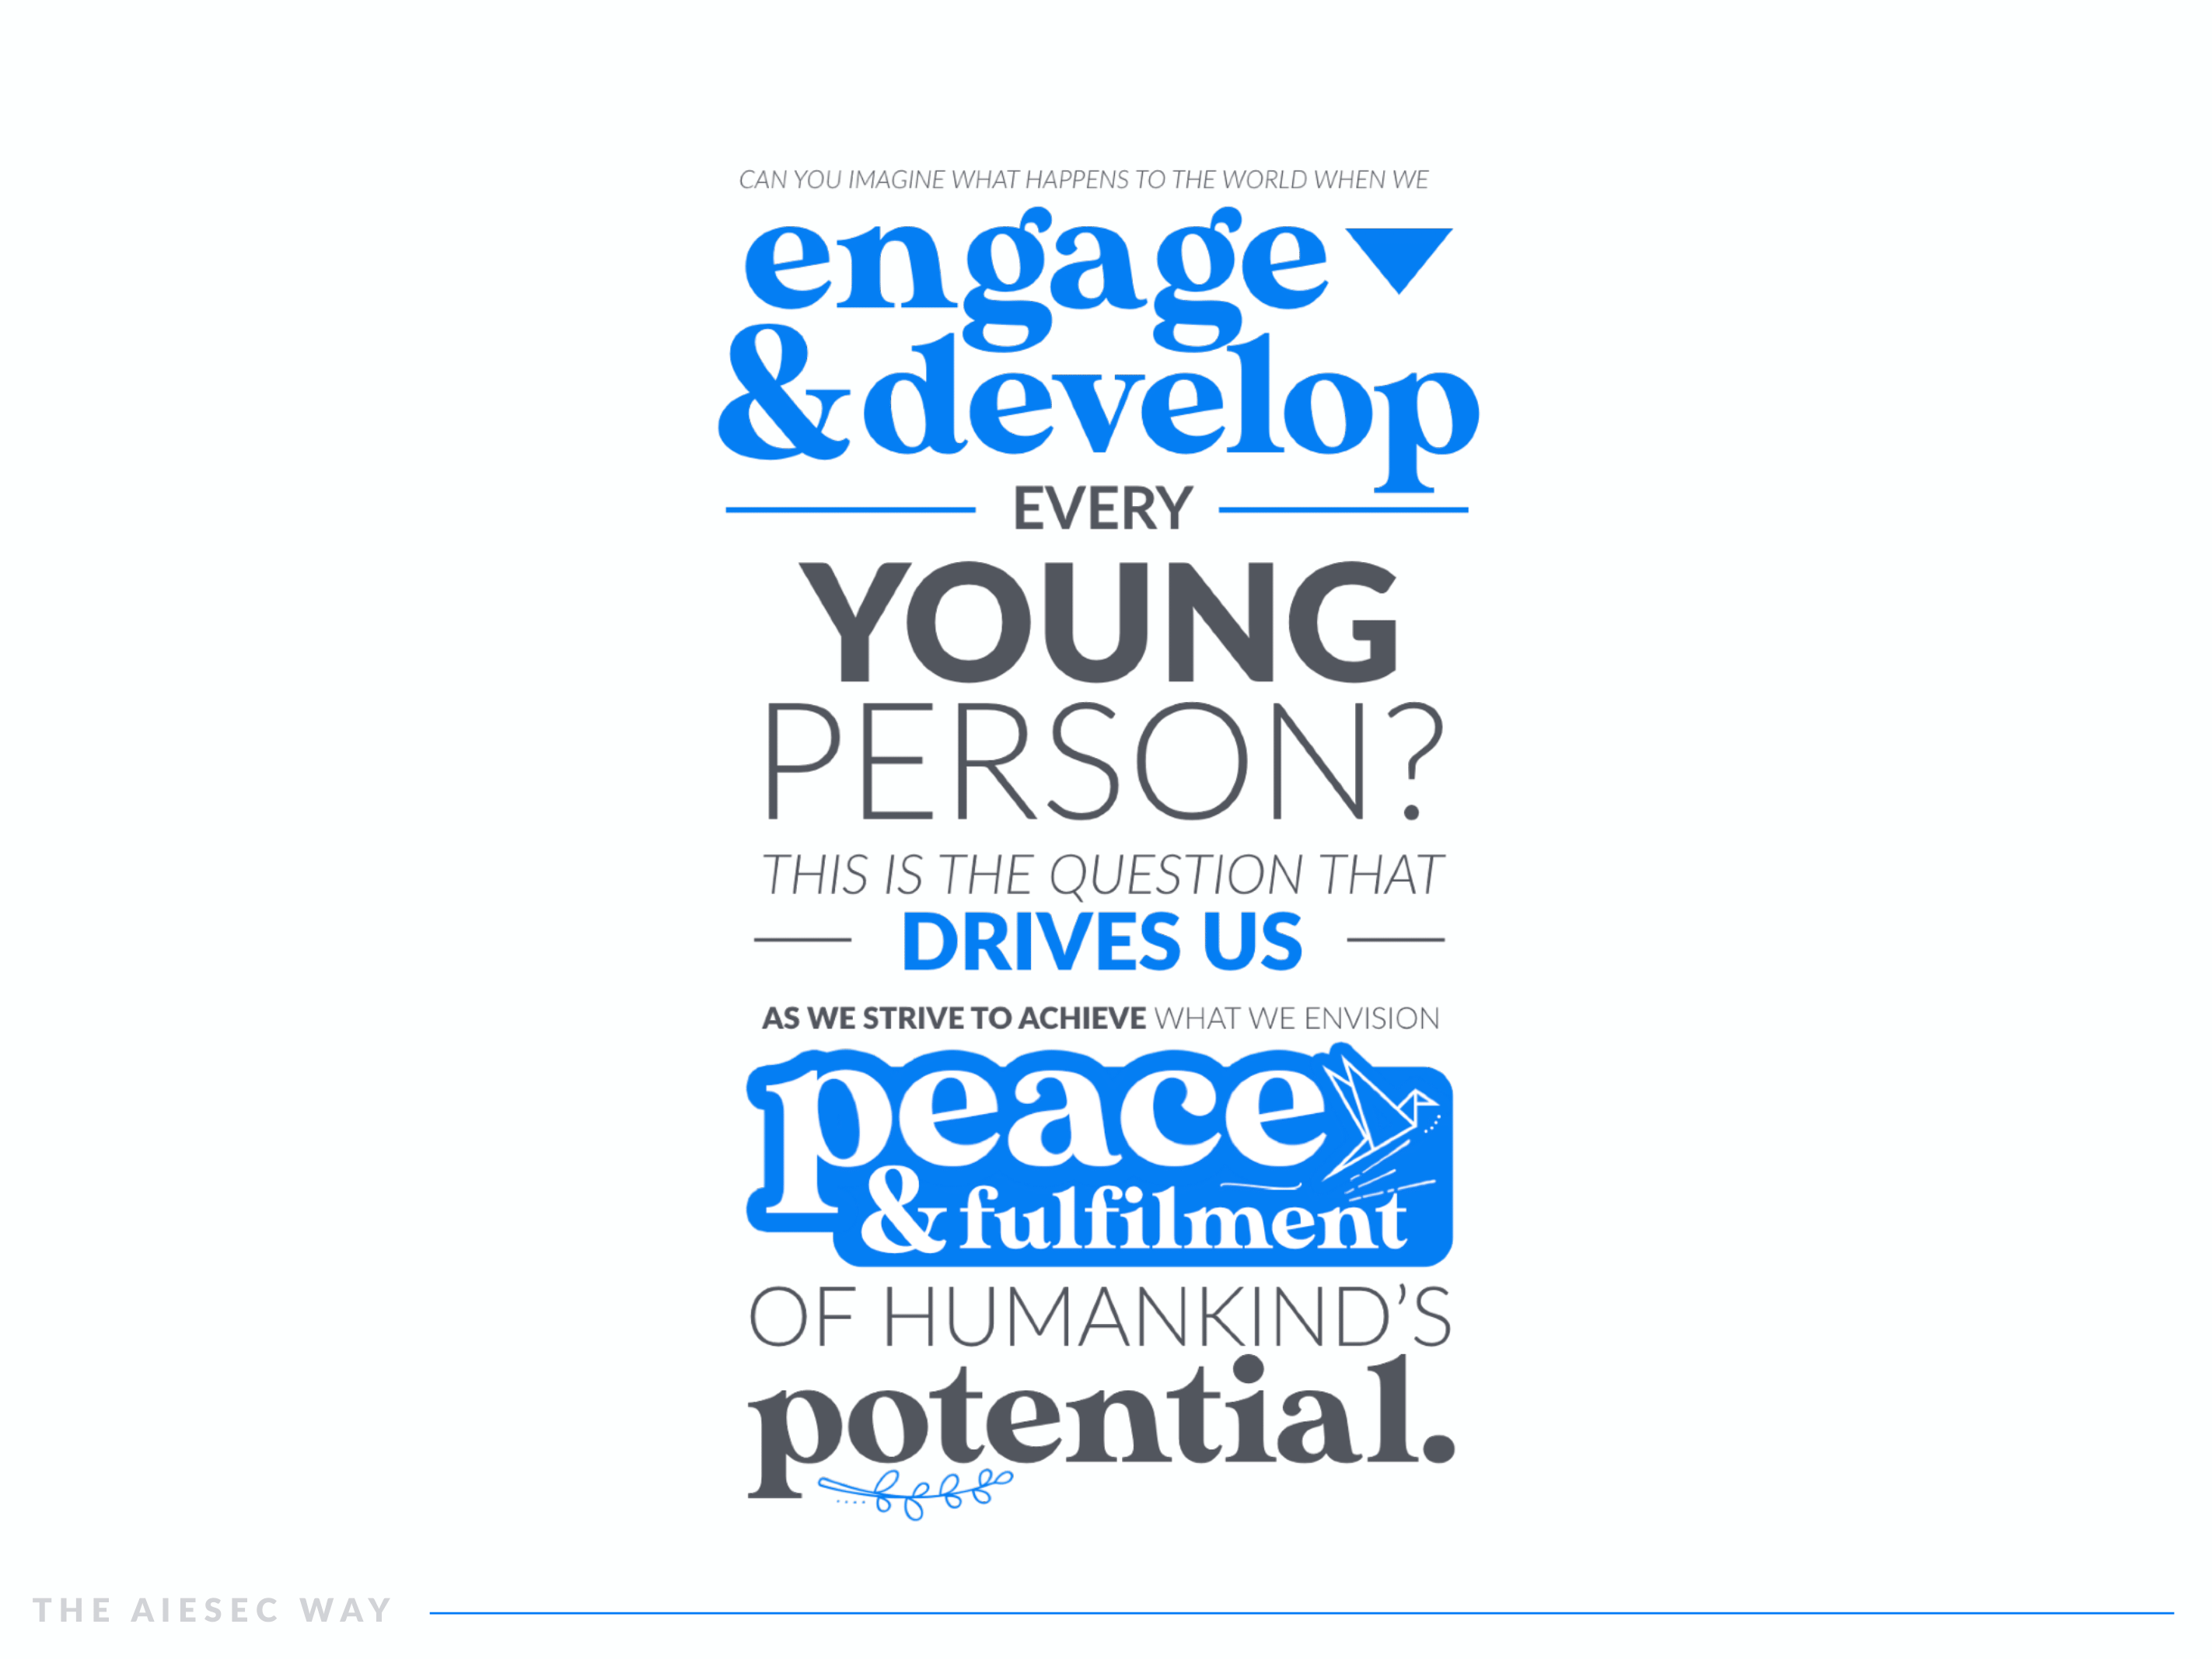 CAN YOU IMAGINE WHAT HAPPENS TO THE WORLD WHEN WE
engage
&develop
EVERY
YOUNG
PERSON?
THIS IS THE QUESTION THAT
DRIVES US
AS WE STRIVE TO ACHIEVE WHAT WE ENVISION
peace
& fulfilment
OF HUMANKIND’S
potential.
THE AIESEC WAY